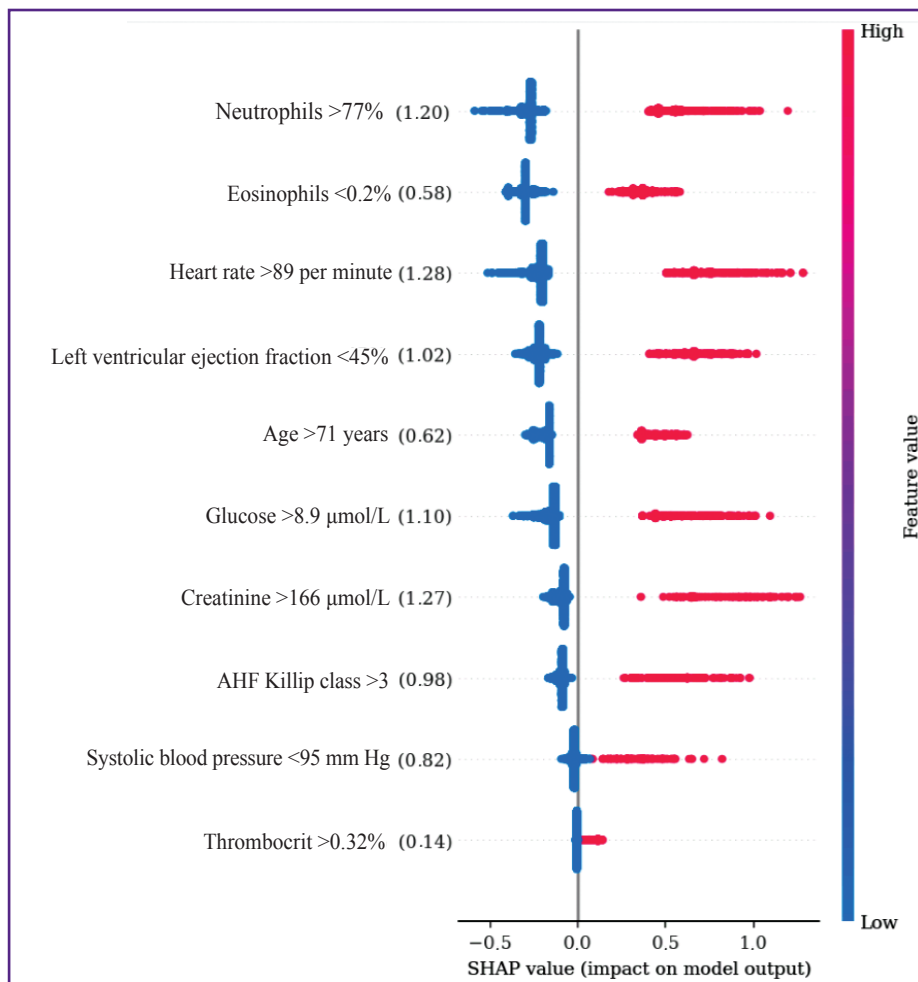 High
Neutrophils >77% (1.20)
Eosinophils <0.2% (0.58)
Heart rate >89 per minute (1.28)
Left ventricular ejection fraction <45% (1.02)
Age >71 years (0.62)
Glucose >8.9 μmol/L (1.10)
Creatinine >166 μmol/L (1.27)
AHF Killip class >3 (0.98)
Systolic blood pressure <95 mm Hg (0.82)
Thrombocrit >0.32% (0.14)
Feature value
Low
−0.5 0.0 0.5 1.0
SHAP value (impact on model output)